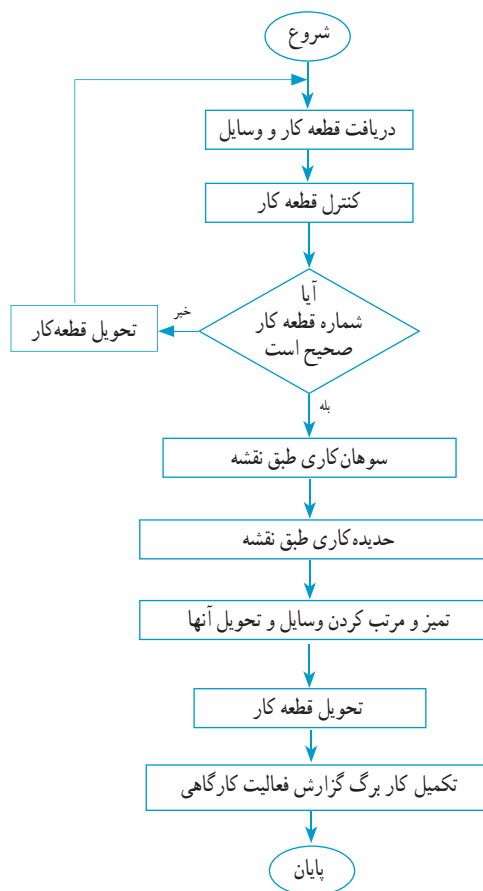 شروع
دریافت قطعه کار و وسایل
کنترل قطعه کار
آیا
شماره قطعه کار
صحیح است
خیر
تحویل قطعه‌کار
بله
سوهان‌کاری طبق نقشه
حدیده‌کاری طبق نقشه
تمیز و مرتب کردن وسایل و تحویل آنها
تحویل قطعه کار
تکمیل کار برگ گزارش فعالیت کارگاهی
پایان